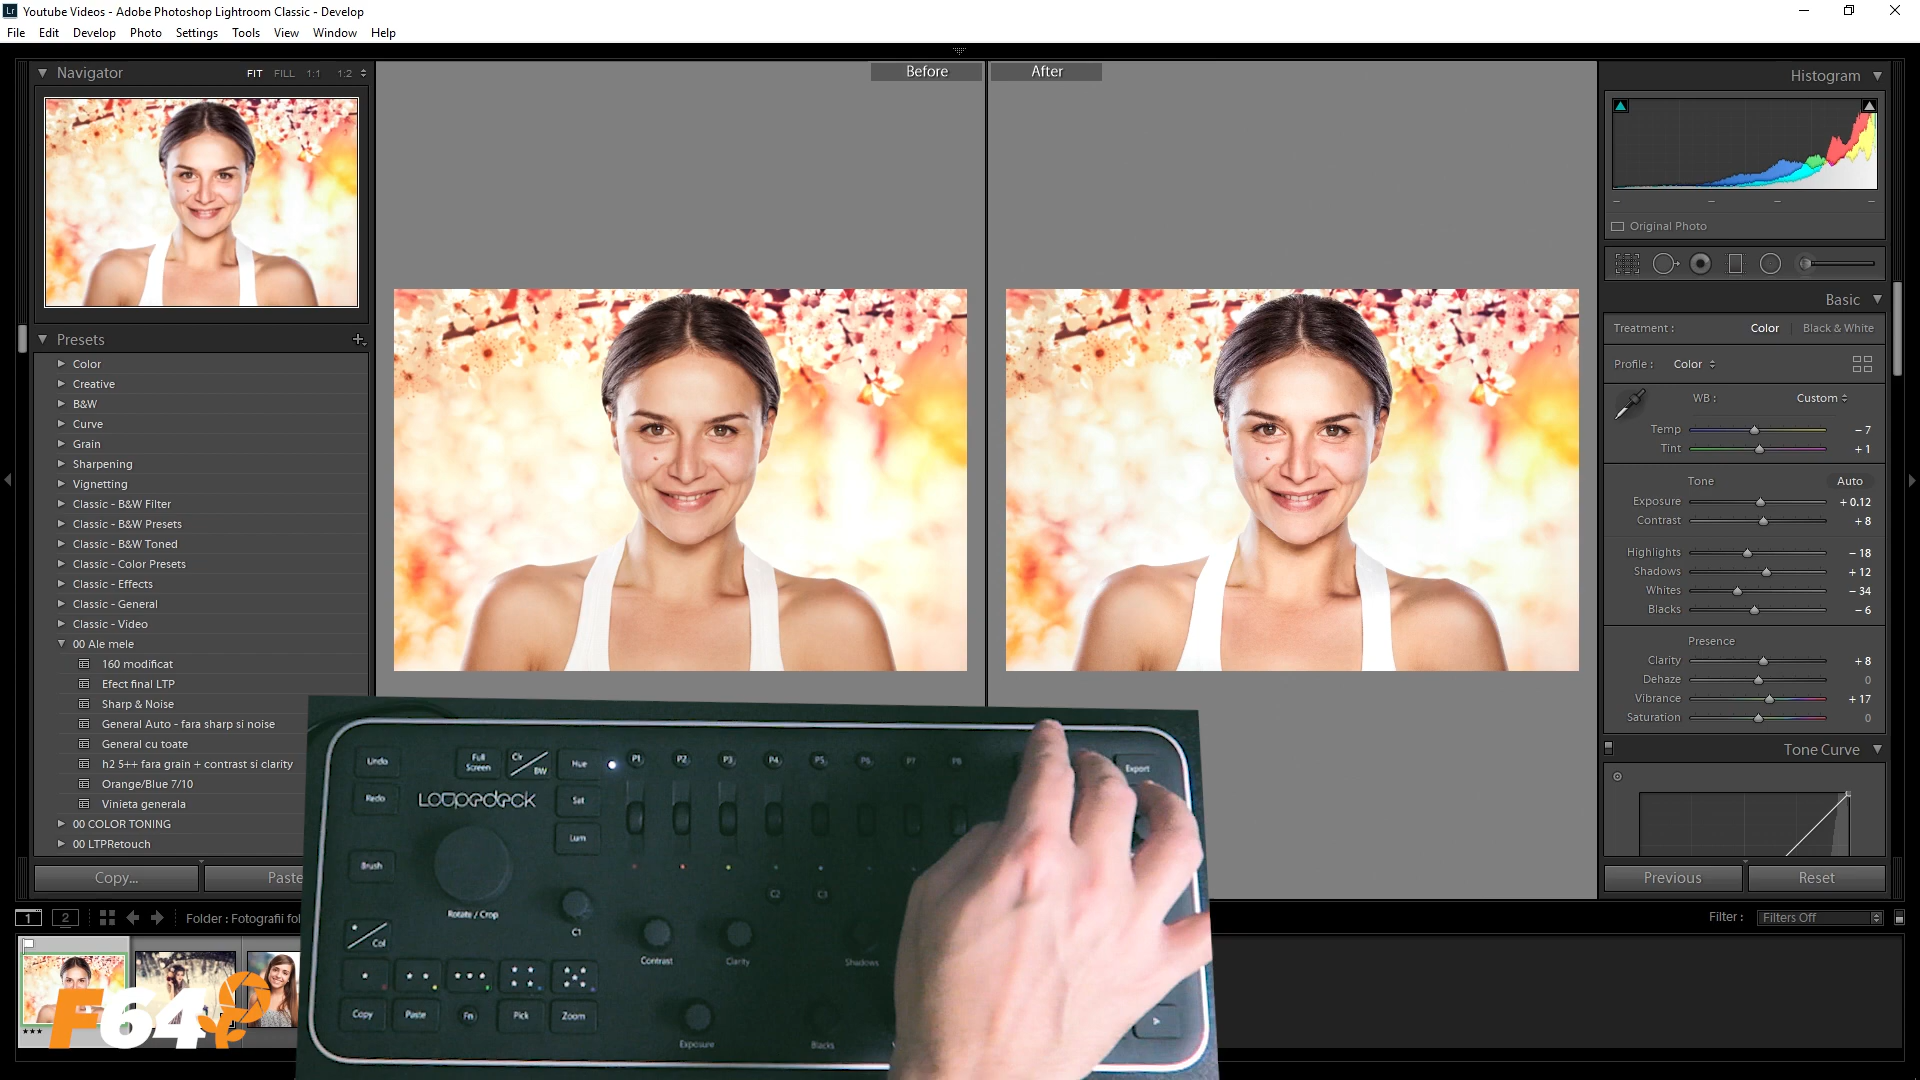 Youtube Videos - Adobe Photoshop Lightroom Classic - Develop
File Edit Develop Photo Settings Tools View Window Help
Navigator FIT FILL 1:1 1:2
Before After
Histogram
Original Photo
Basic
Treatment : Color Black & White
Profile : Color
WB : Custom
Temp - 7
Tint + 1
Tone Auto
Exposure + 0.12
Contrast + 8
Highlights - 18
Shadows + 12
Whites - 34
Blacks - 6
Presence
Clarity + 8
Dehaze 0
Vibrance + 17
Saturation 0
Tone Curve
Previous Reset
Presets
Color
Creative
B&W
Curve
Grain
Sharpening
Vignetting
Classic - B&W Filter
Classic - B&W Presets
Classic - B&W Toned
Classic - Color Presets
Classic - Effects
Classic - General
Classic - Video
00 Ale mele
160 modificat
Efect final LTP
Sharp & Noise
General Auto - fara sharp si noise
General cu toate
h2 5++ fara grain + contrast si clarity
Orange/Blue 7/10
Vinieta generala
00 COLOR TONING
00 LTPRetouch
Copy... Paste
1 2 Folder : Fotografii fol
Filter : Filters Off
Undo Full Screen Clr BW Hue P1 P2 P3 P4 P5 P6 P7 P8 Export
Redo LOUPEDECK Sat
Lum
Brush
C2 C3
Rotate / Crop
C1
Col
Contrast Clarity Shadows
Copy Paste Fn Pick Zoom
Exposure Blacks
F64